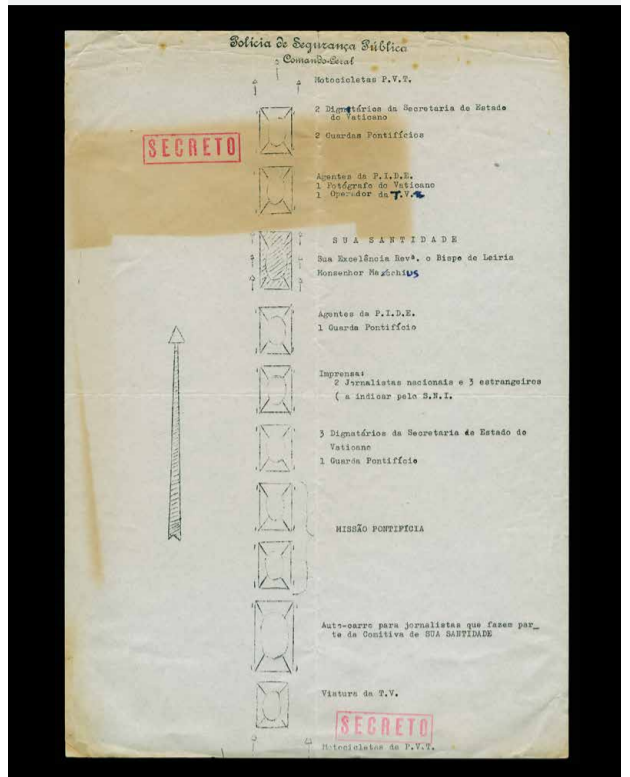 Polícia de Segurança Pública
Comando-Geral
Motocicletas P.V.T.
2 Dignatários da Secretaria de Estado
do Vaticano
2 Guardas Pontifícios
SECRETO
Agentes da P.I.D.E.
1 Fotógrafo do Vaticano
1 Operador da T.V.
SUA SANTIDADE
Sua Excelência Revª. o Bispo de Leiria
Monsenhor
Agentes da P.I.D.E.
1 Guarda Pontifício
Imprensa:
2 Jornalistas nacionais e 3 estrangeiros
( a indicar pelo S.N.I.
3 Dignatários da Secretaria de Estado do
Vaticano
1 Guarda Pontifício
MISSÃO PONTIFÍCIA
Auto-carro para jornalistas que fazem par_
te da Comitiva de SUA SANTIDADE
Viatura da T.V.
SECRETO
Motocicletas da P.V.T.